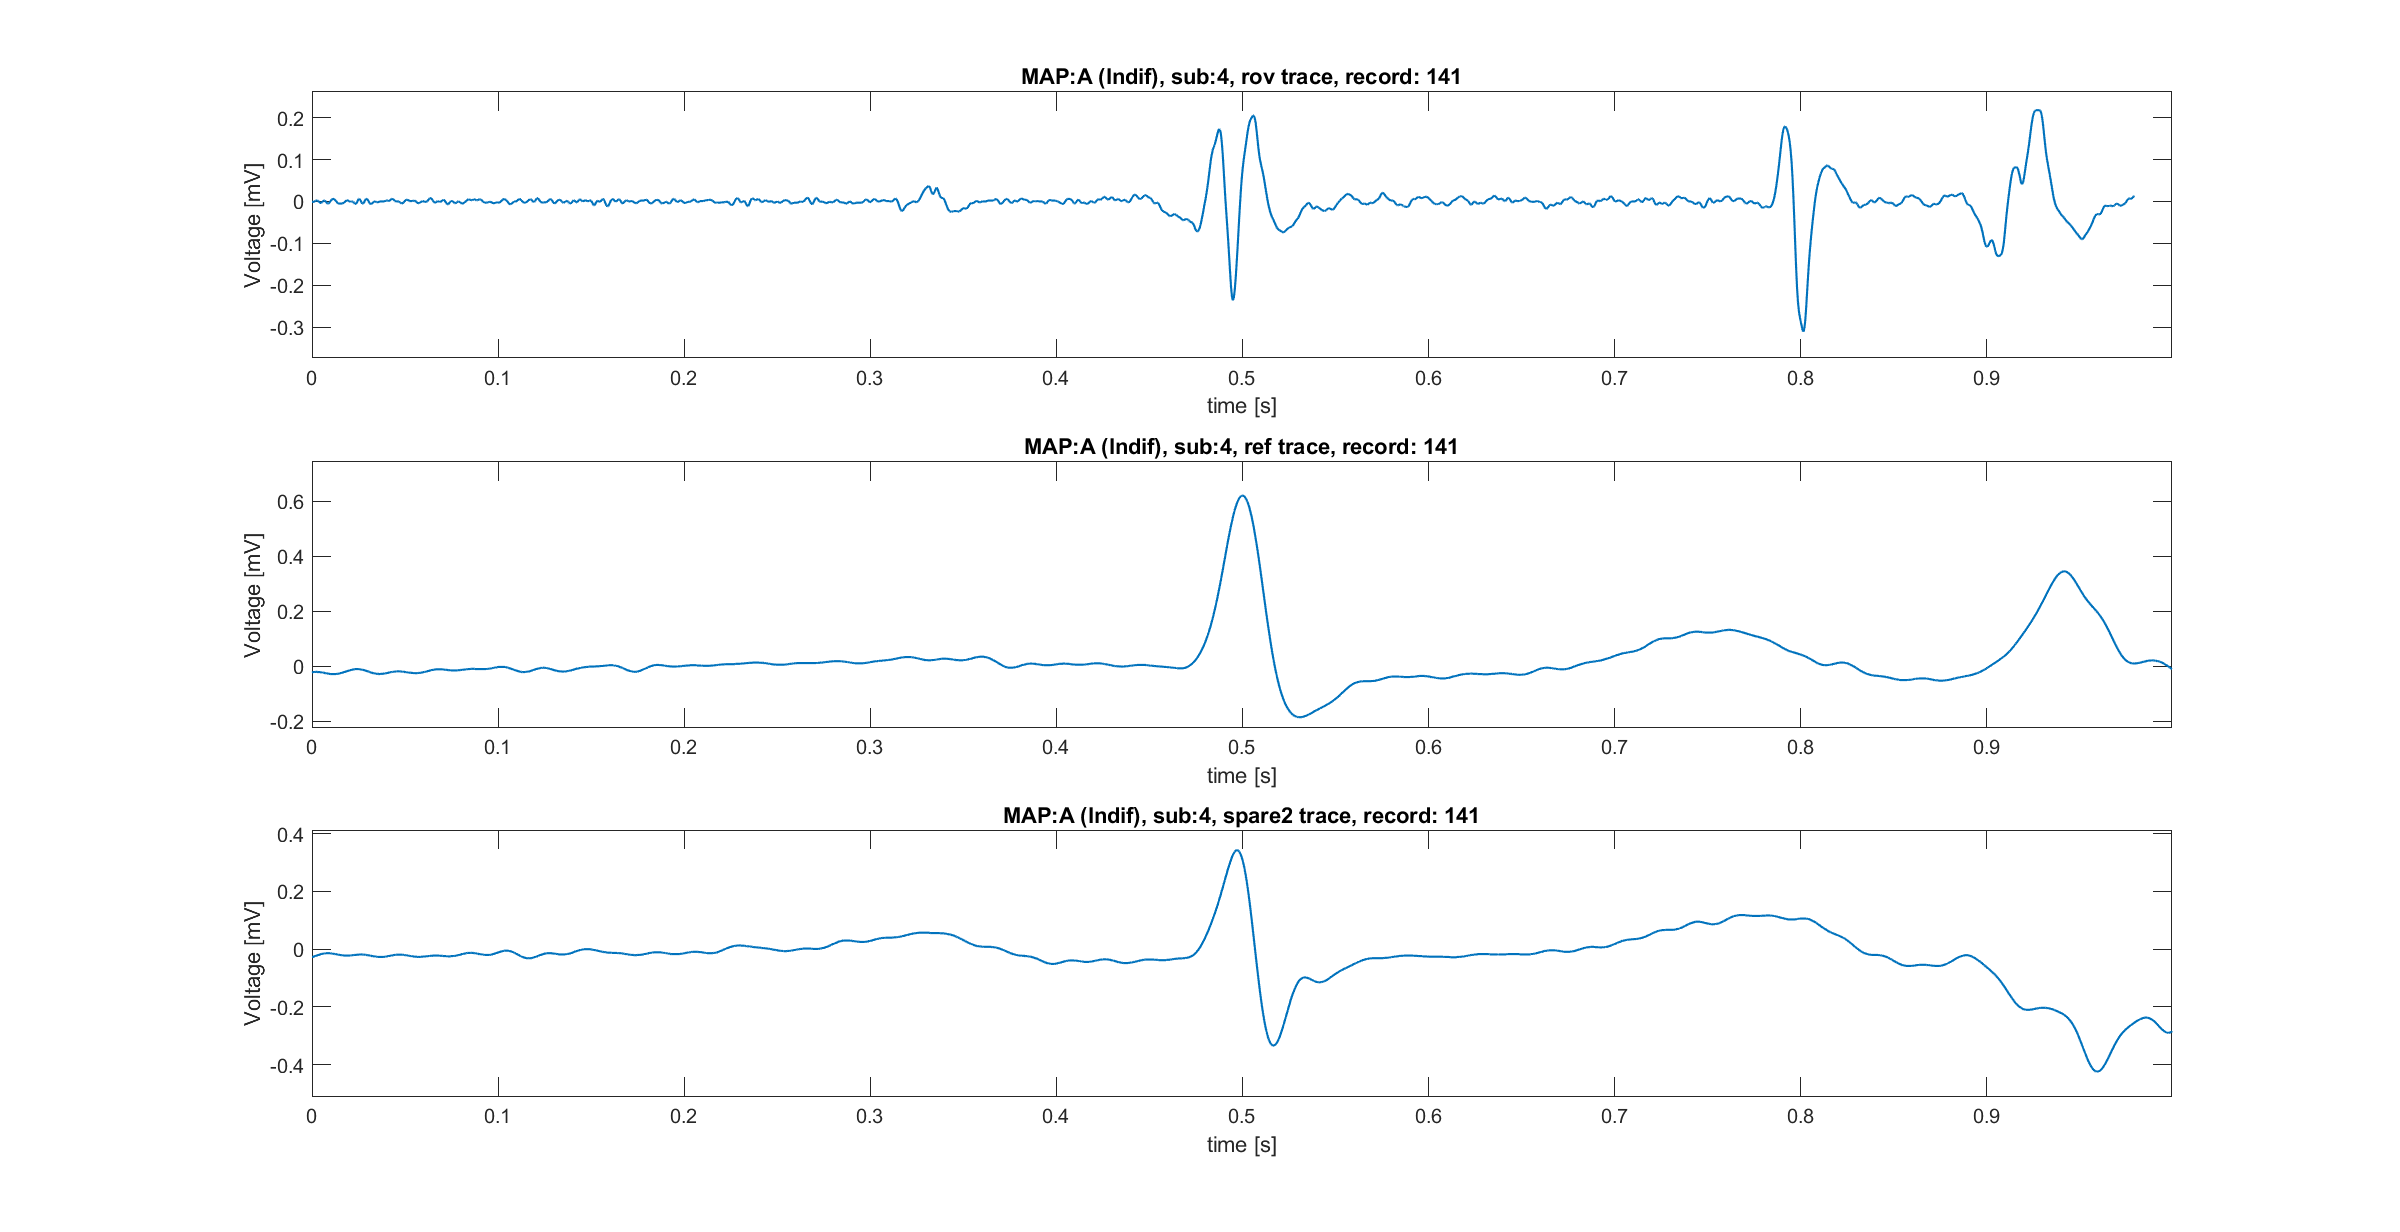 MAP:A (Indif), sub:4, rov trace, record: 141
Voltage [mV]
0.2
0.1
0
-0.1
-0.2
-0.3
0 0.1 0.2 0.3 0.4 0.5 0.6 0.7 0.8 0.9
time [s]
MAP:A (Indif), sub:4, ref trace, record: 141
Voltage [mV]
0.6
0.4
0.2
0
-0.2
0 0.1 0.2 0.3 0.4 0.5 0.6 0.7 0.8 0.9
time [s]
MAP:A (Indif), sub:4, spare2 trace, record: 141
Voltage [mV]
0.4
0.2
0
-0.2
-0.4
0 0.1 0.2 0.3 0.4 0.5 0.6 0.7 0.8 0.9
time [s]